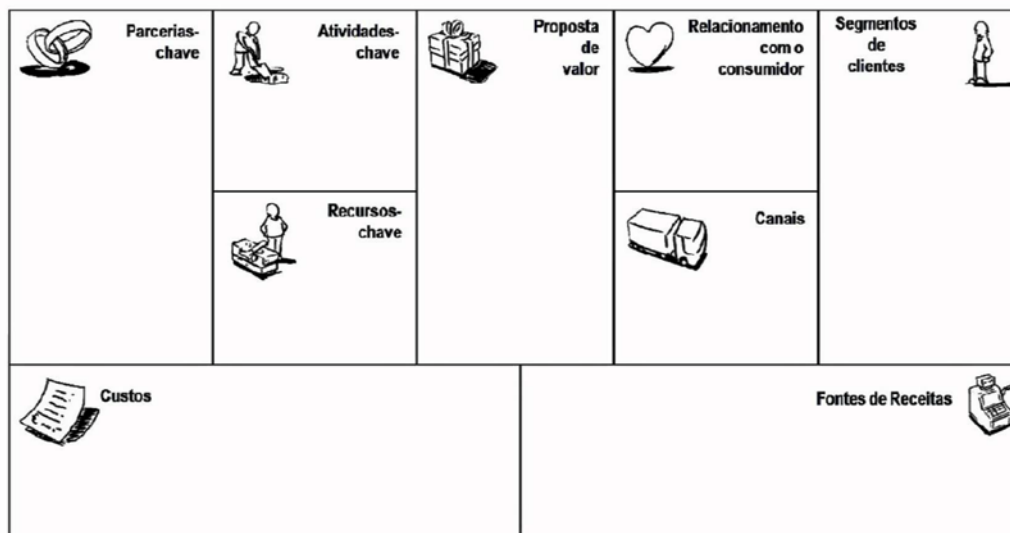 Parcerias-
chave
Atividades-
chave
Proposta
de
valor
Relacionamento
com o
consumidor
Segmentos
de
clientes
Recursos-
chave
Canais
Custos
Fontes de Receitas